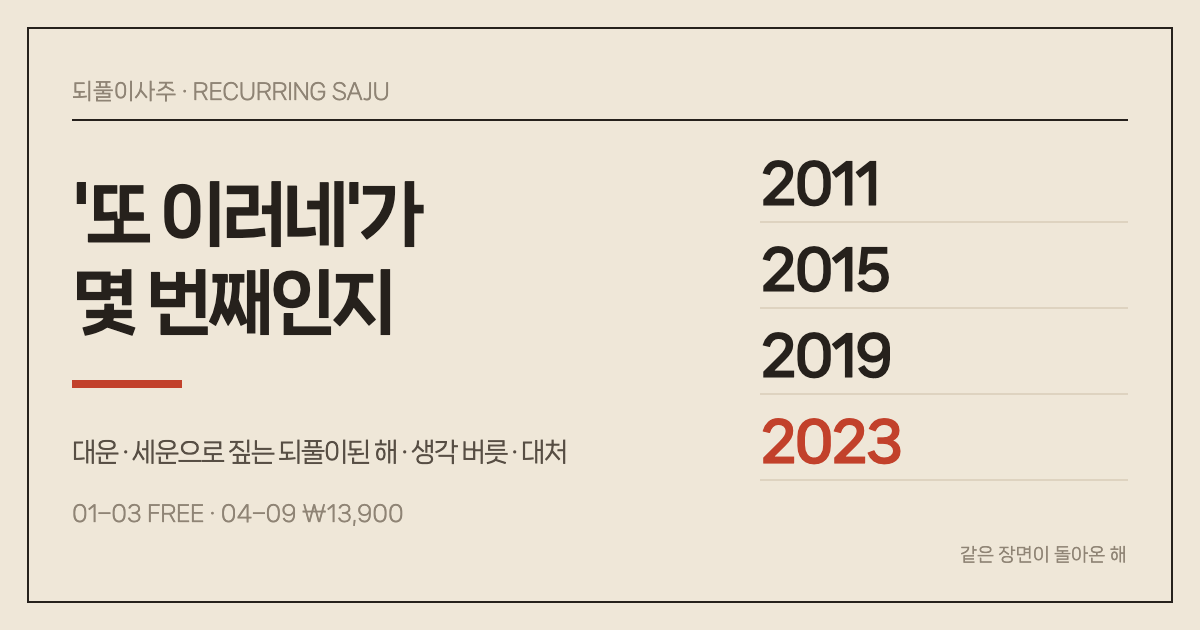 되풀이사주 · RECURRING SAJU
'또 이러네'가
몇 번째인지
대운·세운으로 짚는 되풀이된 해·생각 버릇·대처
01–03 FREE · 04–09 ₩13,900
2011
2015
2019
2023
같은 장면이 돌아온 해